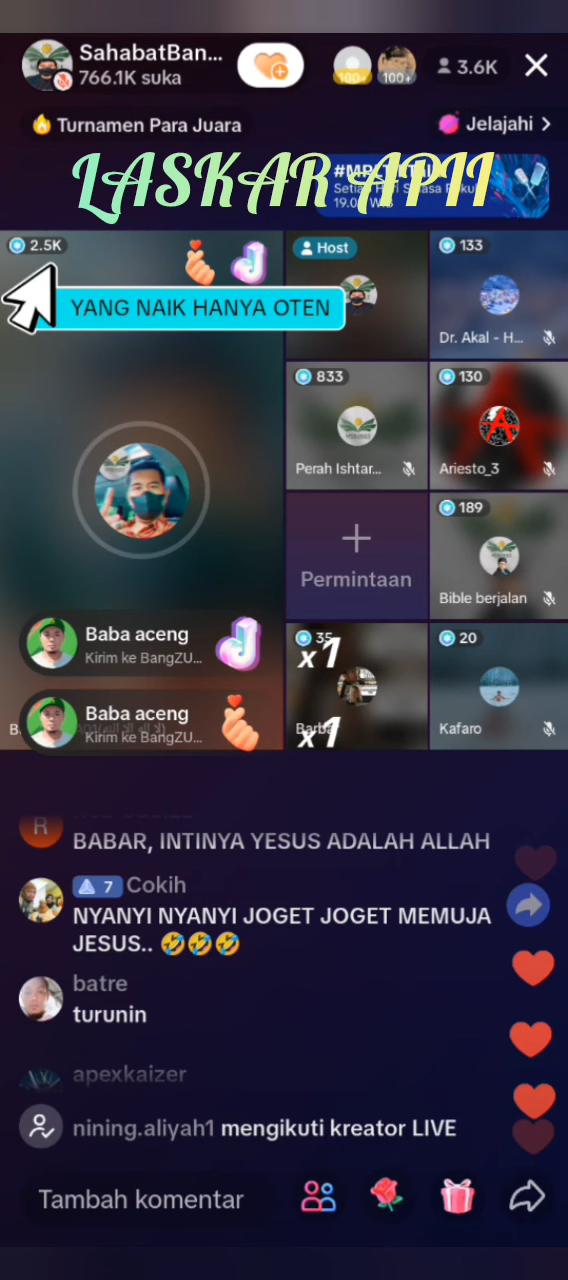 SahabatBan...
766.1K suka
100+
100+
3.6K
Turnamen Para Juara
Jelajahi >
LASKAR APII
19.0
2.5K
Host
133
YANG NAIK HANYA OTEN
Dr. Akal - H...
833
130
Perah Ishtar...
Ariesto_3
Permintaan
189
Bible berjalan
Baba aceng
Kirim ke BangZU...
35
x1
20
Baba aceng
Kirim ke BangZU...
x1
Kafaro
R
BABAR, INTINYA YESUS ADALAH ALLAH
7 Cokih
NYANYI NYANYI JOGET JOGET MEMUJA
JESUS.. 🤣🤣🤣
batre
turunin
apexkaizer
nining.aliyah1 mengikuti kreator LIVE
Tambah komentar